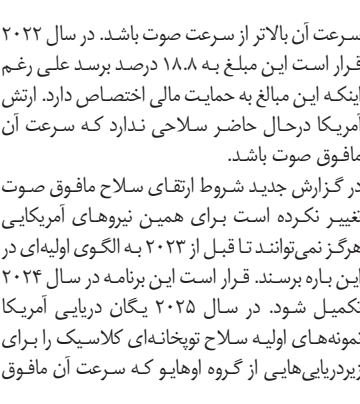 سرعت آن بالاتر از سرعت صوت باشد. در سال ۲۰۲۲
قرار است این مبلغ به ۱۸.۸ درصد برسد علی رغم
اینکه این مبالغ به حمایت مالی اختصاص دارد. ارتش
آمریکا درحال حاضر سلاحی ندارد که سرعت آن
مافوق صوت باشد.
در گزارش جدید شروط ارتقای سلاح مافوق صوت
تغییر نکرده است برای همین نیروهای آمریکایی
هرگز نمی‌توانند تا قبل از ۲۰۲۳ به الگوی اولیه‌ای در
این باره برسند. قرار است این برنامه در سال ۲۰۲۴
تکمیل شود. در سال ۲۰۲۵ یگان دریایی آمریکا
نمونه‌های اولیه سلاح توپخانه‌ای کلاسیک را برای
زیردریایی‌هایی از گروه اوهایو که سرعت آن مافوق